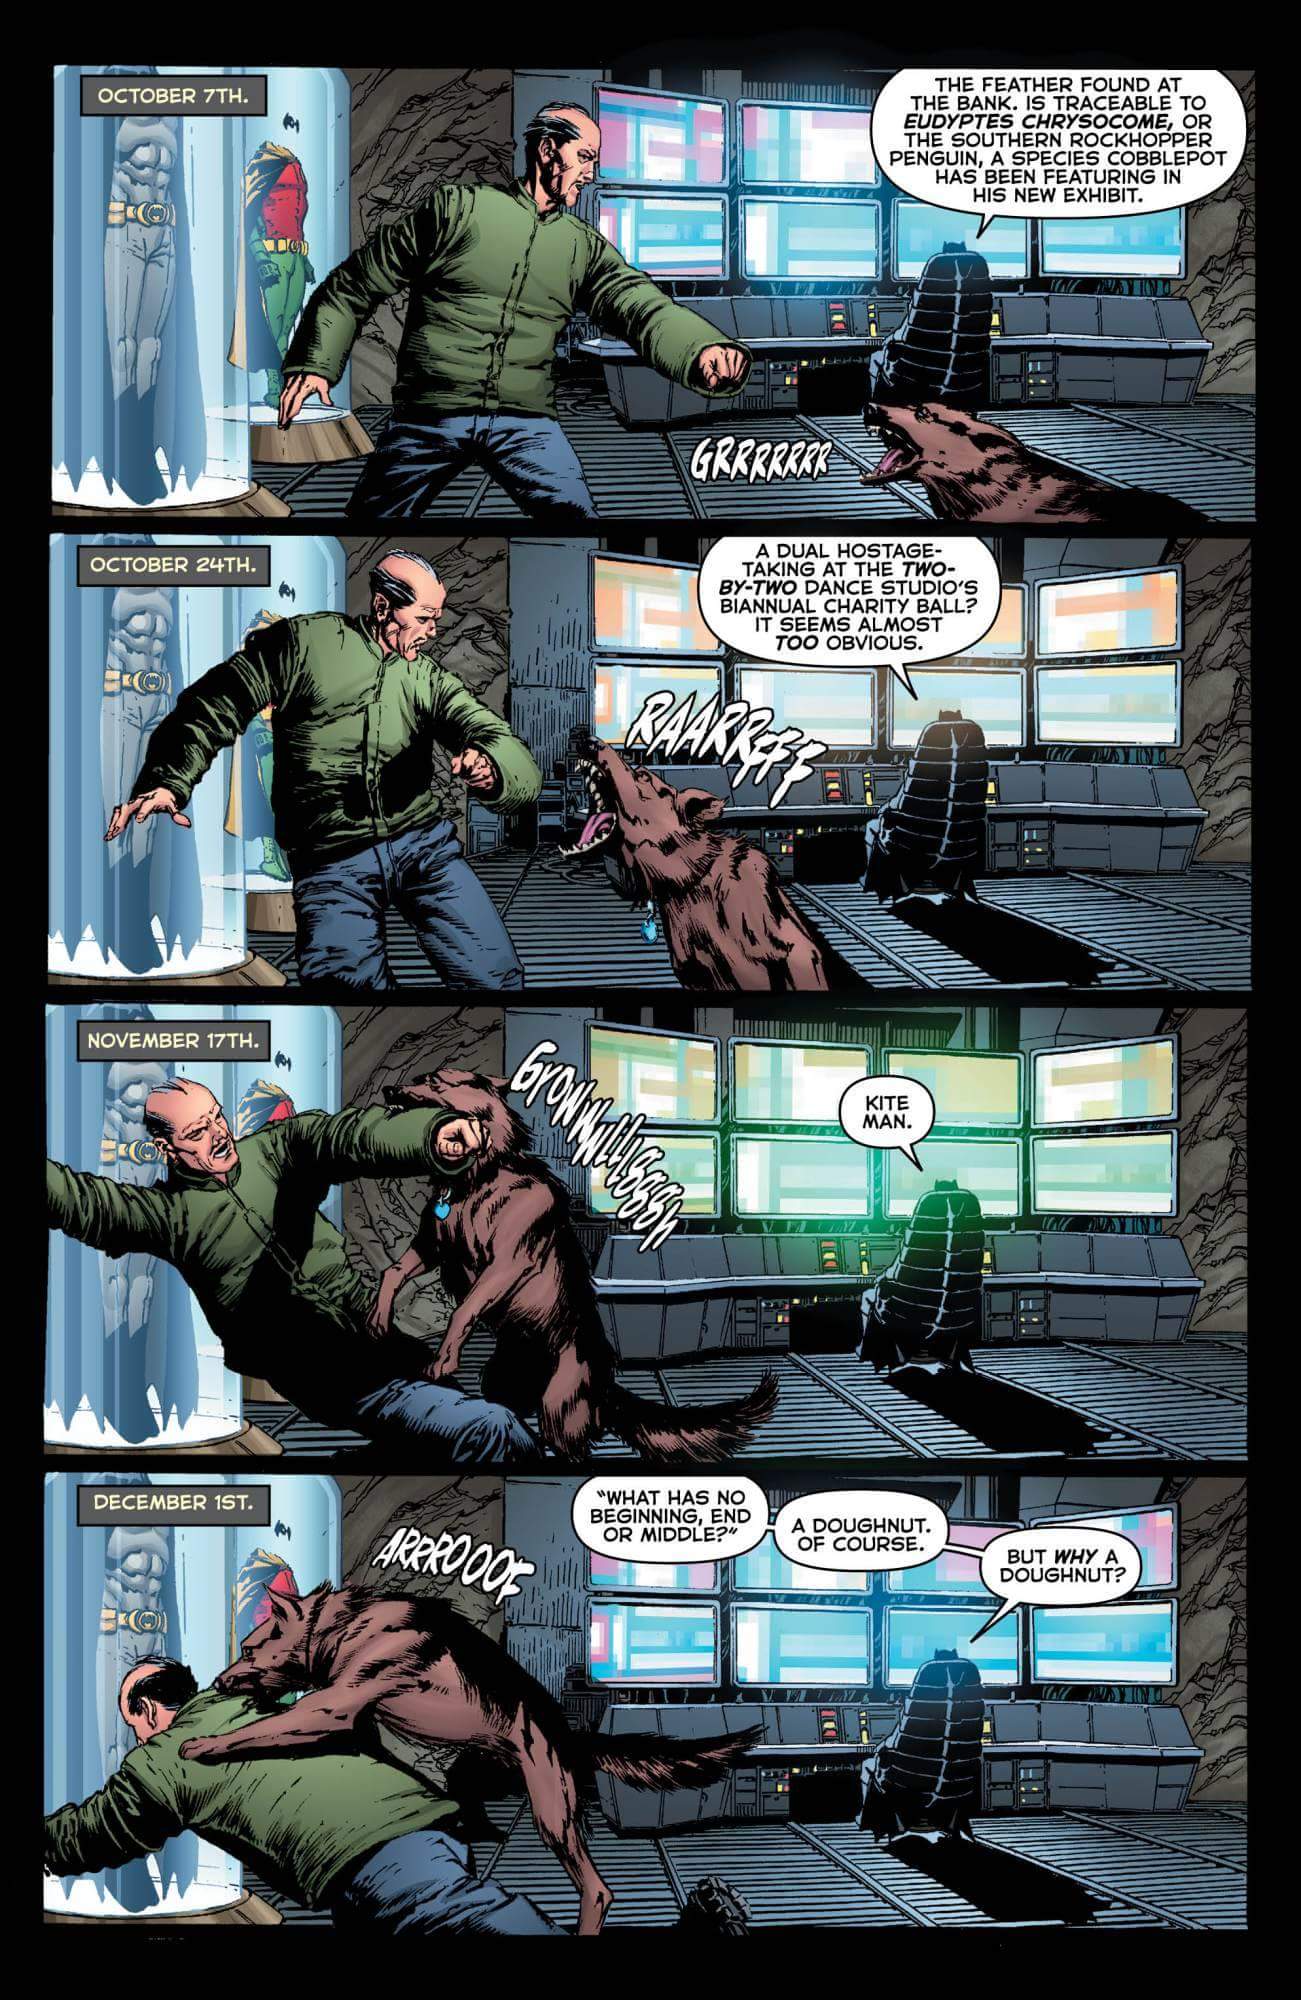 OCTOBER 7TH.
THE FEATHER FOUND AT
THE BANK. IS TRACEABLE TO
EUDYPTES CHRYSOCOME, OR
THE SOUTHERN ROCKHOPPER
PENGUIN, A SPECIES COBBLEPOT
HAS BEEN FEATURING IN
HIS NEW EXHIBIT.
GRRRRRRR
OCTOBER 24TH.
A DUAL HOSTAGE-
TAKING AT THE TWO-
BY-TWO DANCE STUDIO'S
BIANNUAL CHARITY BALL?
IT SEEMS ALMOST
TOO OBVIOUS.
RAARRFFF
NOVEMBER 17TH.
KITE
MAN.
DECEMBER 1ST.
"WHAT HAS NO
BEGINNING, END
OR MIDDLE?"
A DOUGHNUT.
OF COURSE.
BUT WHY A
DOUGHNUT?
ARRROOOF